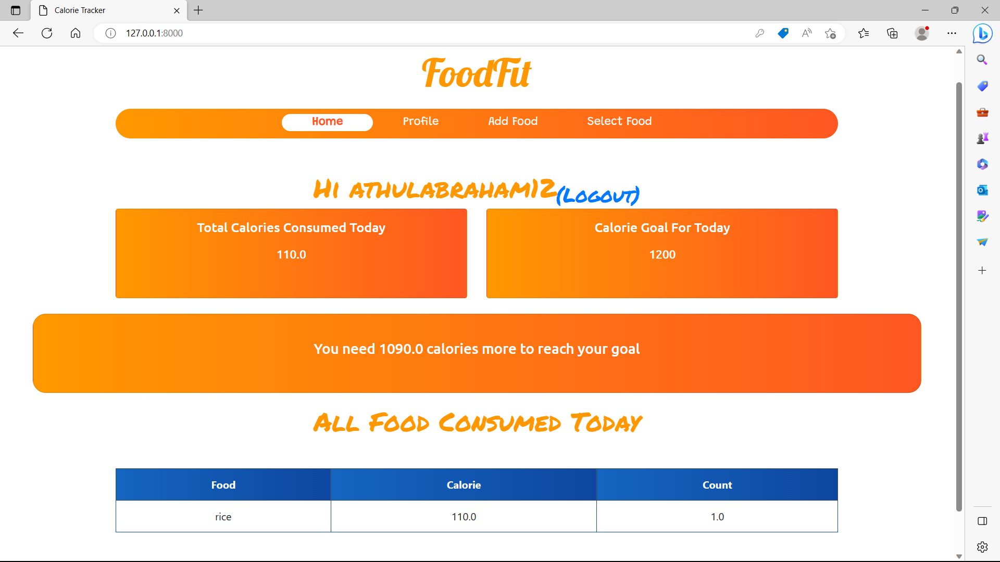 Calorie Tracker
127.0.0.1:8000
FoodFit
Home Profile Add Food Select Food
Hi athulabraham12(Logout)
Total Calories Consumed Today
110.0
Calorie Goal For Today
1200
You need 1090.0 calories more to reach your goal
All Food Consumed Today
Food Calorie Count
rice 110.0 1.0